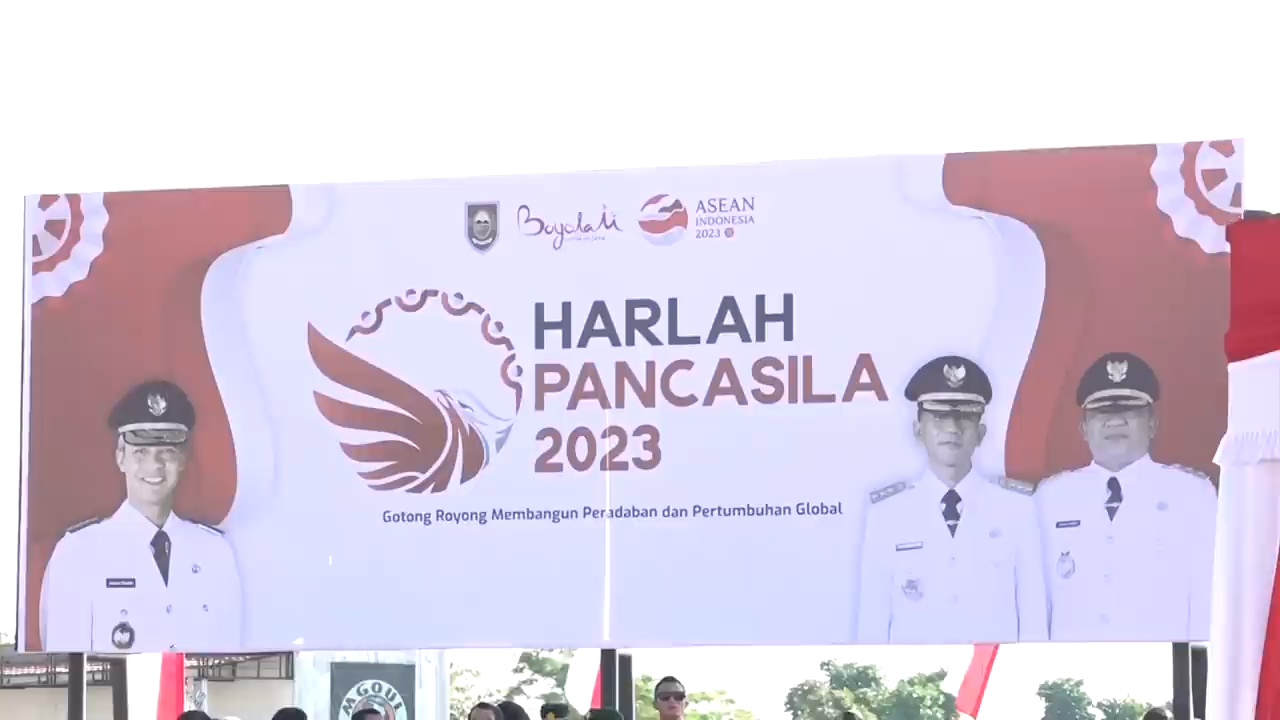 Boyolali
ASEAN
INDONESIA
2023
HARLAH
PANCASILA
2023
Gotong Royong Membangun Peradaban dan Pertumbuhan Global